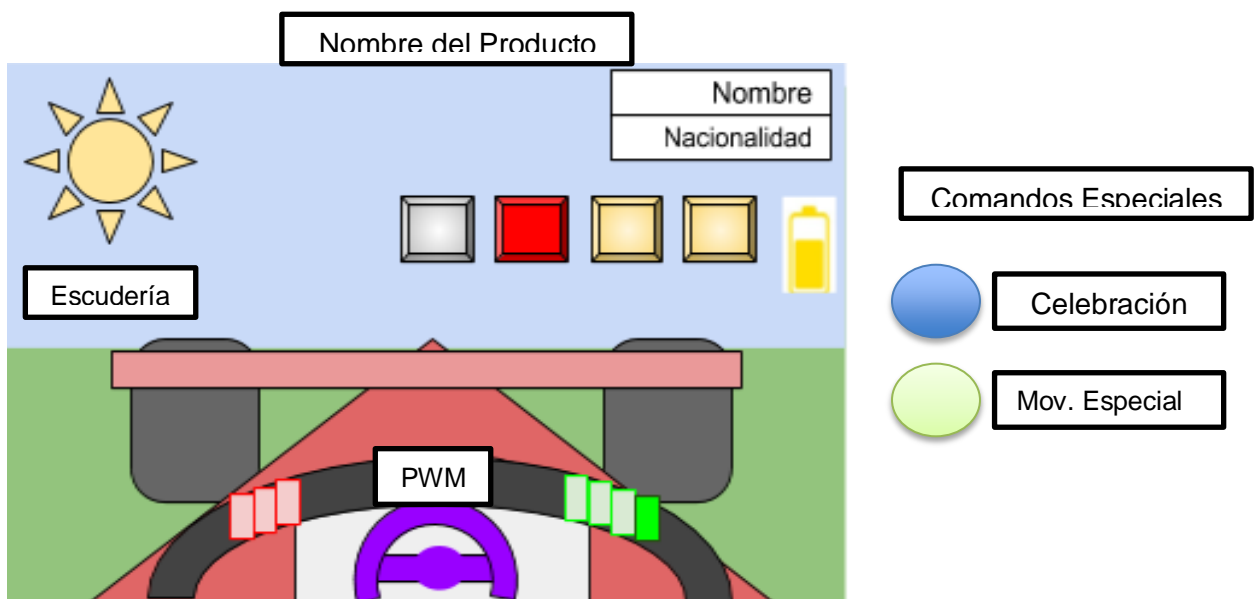 Nombre del Producto
Nombre
Nacionalidad
Comandos Especiales
Escudería
Celebración
Mov. Especial
PWM